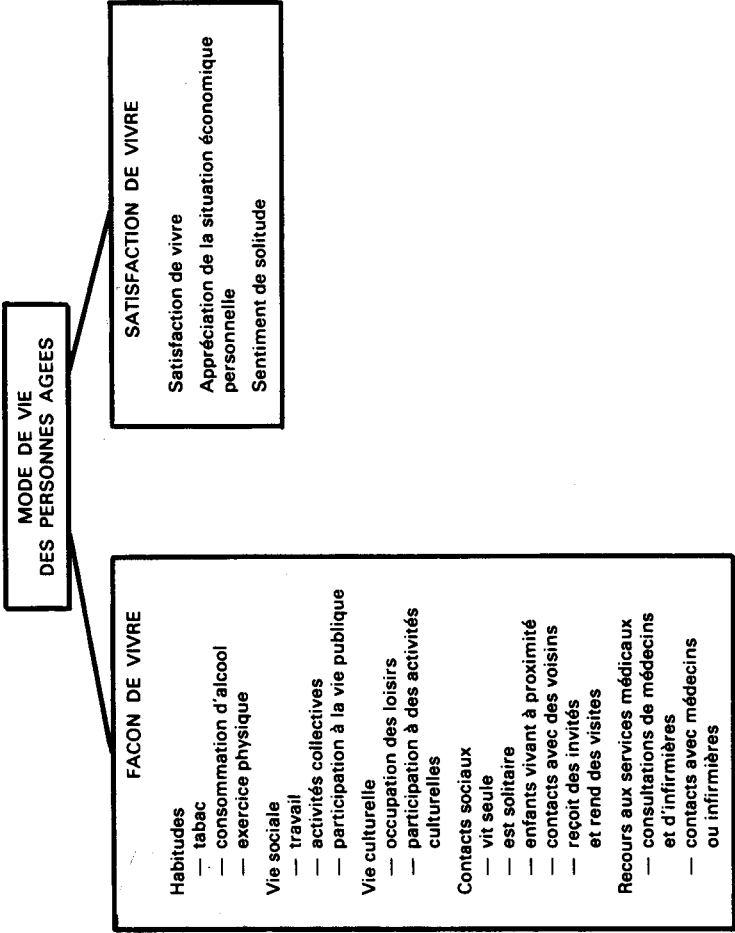 MODE DE VIE
DES PERSONNES AGEES
FACON DE VIVRE
Habitudes
— tabac
— consommation d'alcool
— exercice physique
Vie sociale
— travail
— activités collectives
— participation à la vie publique
Vie culturelle
— occupation des loisirs
— participation à des activités
culturelles
Contacts sociaux
— vit seule
— est solitaire
— enfants vivant à proximité
— contacts avec des voisins
— reçoit des invités
et rend des visites
Recours aux services médicaux
— consultations de médecins
et d'infirmières
— contacts avec médecins
ou infirmières
SATISFACTION DE VIVRE
Satisfaction de vivre
Appréciation de la situation économique
personnelle
Sentiment de solitude